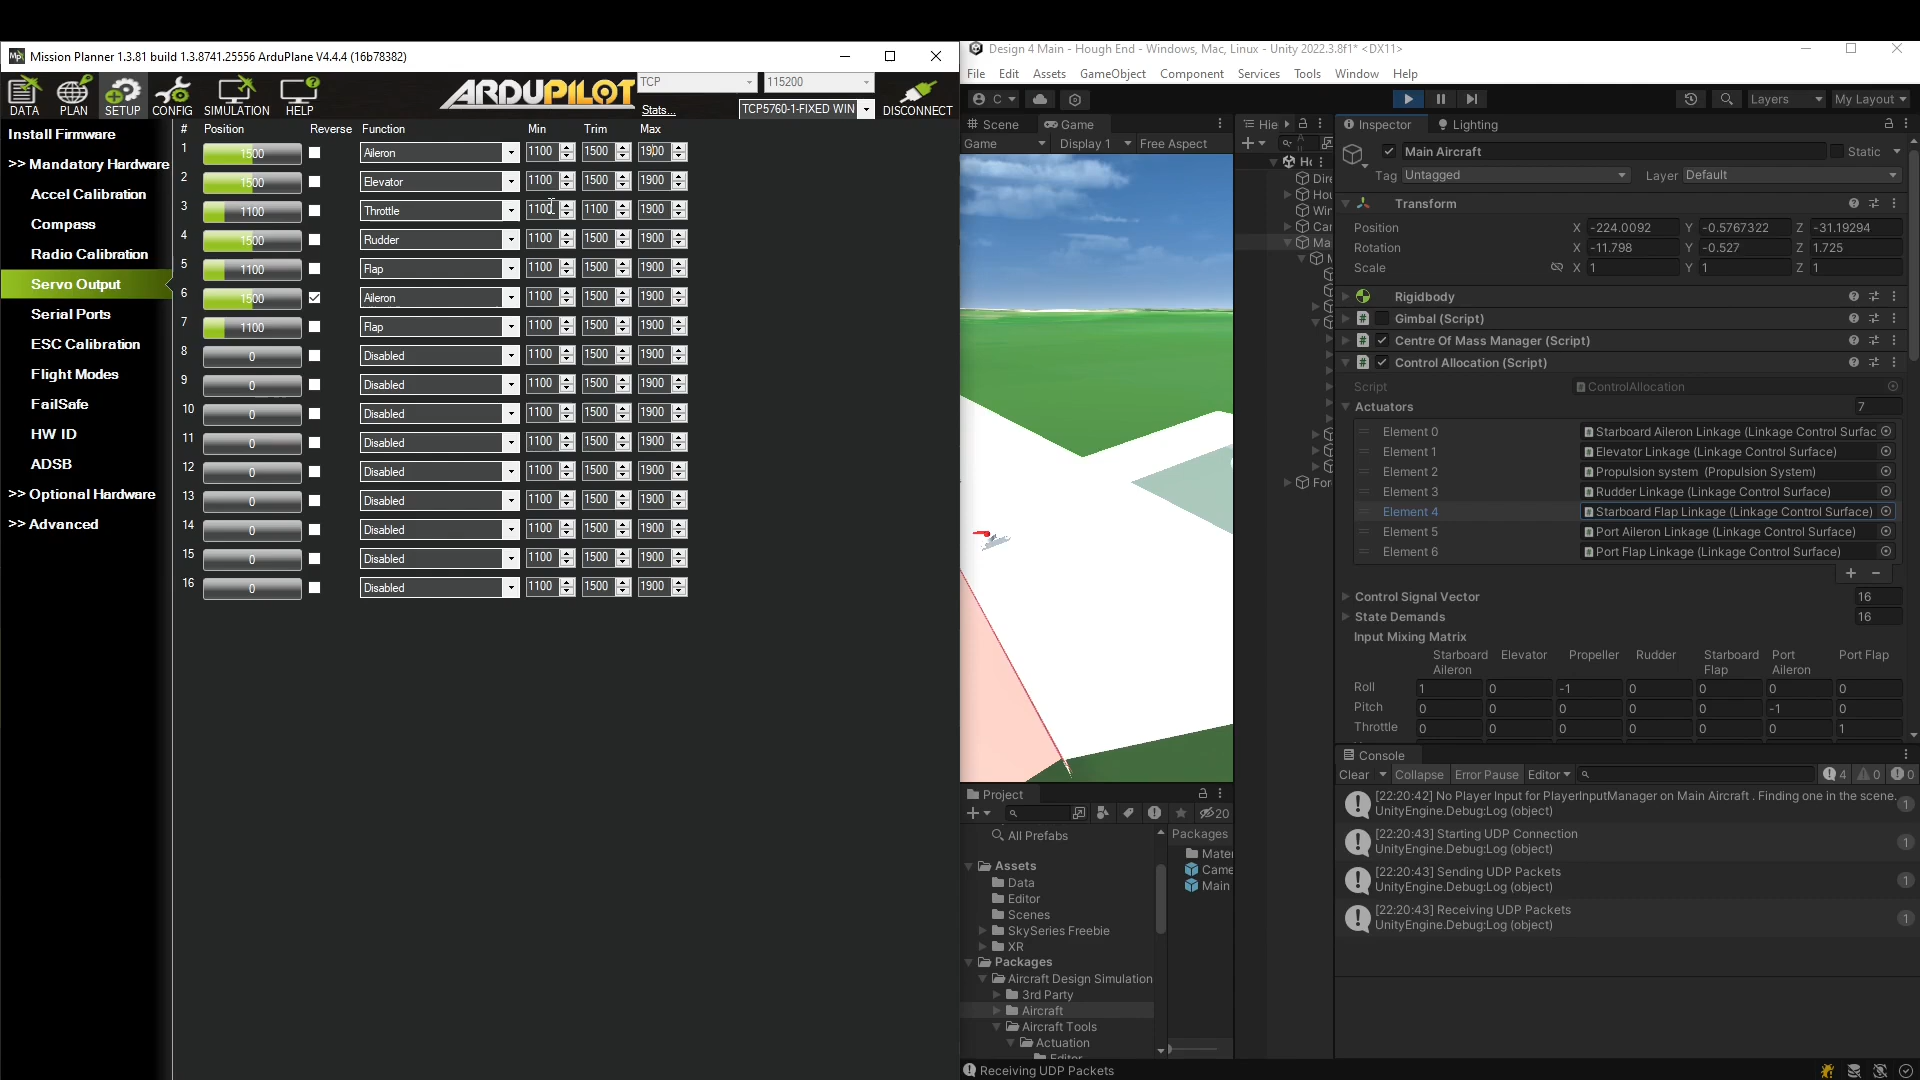 Mission Planner 1.3.81 build 1.3.8741.25556 ArduPlane V4.4.4 (16b78382)
DATA PLAN SETUP CONFIG SIMULATION HELP ARDUPILOT TCP 115200
Stats... TCP5760-1-FIXED WIN DISCONNECT
Install Firmware
>> Mandatory Hardware
Accel Calibration
Compass
Radio Calibration
Servo Output
Serial Ports
ESC Calibration
Flight Modes
FailSafe
HW ID
ADSB
>> Optional Hardware
>> Advanced
# Position Reverse Function Min Trim Max
1 1500 Aileron 1100 1500 1900
2 1500 Elevator 1100 1500 1900
3 1100 Throttle 1100 1100 1900
4 1500 Rudder 1100 1500 1900
5 1100 Flap 1100 1500 1900
6 1500 Aileron 1100 1500 1900
7 1100 Flap 1100 1500 1900
8 0 Disabled 1100 1500 1900
9 0 Disabled 1100 1500 1900
10 0 Disabled 1100 1500 1900
11 0 Disabled 1100 1500 1900
12 0 Disabled 1100 1500 1900
13 0 Disabled 1100 1500 1900
14 0 Disabled 1100 1500 1900
15 0 Disabled 1100 1500 1900
16 0 Disabled 1100 1500 1900
Design 4 Main - Hough End - Windows, Mac, Linux - Unity 2022.3.8f1* <DX11>
File Edit Assets GameObject Component Services Tools Window Help
C Layers My Layout
Scene Game
Game Display 1 Free Aspect
Hie
Inspector Lighting
Main Aircraft Static
Tag Untagged Layer Default
Transform
Position X -224.0092 Y -0.5767322 Z -31.19294
Rotation X -11.798 Y -0.527 Z 1.725
Scale X 1 Y 1 Z 1
Rigidbody
Gimbal (Script)
Centre Of Mass Manager (Script)
Control Allocation (Script)
Script ControlAllocation
Actuators 7
Element 0 Starboard Aileron Linkage (Linkage Control Surfac
Element 1 Elevator Linkage (Linkage Control Surface)
Element 2 Propulsion system (Propulsion System)
Element 3 Rudder Linkage (Linkage Control Surface)
Element 4 Starboard Flap Linkage (Linkage Control Surface)
Element 5 Port Aileron Linkage (Linkage Control Surface)
Element 6 Port Flap Linkage (Linkage Control Surface)
Control Signal Vector 16
State Demands 16
Input Mixing Matrix
Starboard Aileron Elevator Propeller Rudder Starboard Flap Port Aileron Port Flap
Roll 1 0 -1 0 0 0 0
Pitch 0 0 0 0 0 -1 0
Throttle 0 0 0 0 0 0 1
Project
20
All Prefabs
Assets
Data
Editor
Scenes
SkySeries Freebie
XR
Packages
Aircraft Design Simulation
3rd Party
Aircraft
Aircraft Tools
Actuation
Packages
Mater
Came
Main
Console
Clear Collapse Error Pause Editor 4 0 0
[22:20:42] No Player Input for PlayerInputManager on Main Aircraft . Finding one in the scene.
UnityEngine.Debug:Log (object) 1
[22:20:43] Starting UDP Connection
UnityEngine.Debug:Log (object) 1
[22:20:43] Sending UDP Packets
UnityEngine.Debug:Log (object) 1
[22:20:43] Receiving UDP Packets
UnityEngine.Debug:Log (object) 1
Receiving UDP Packets